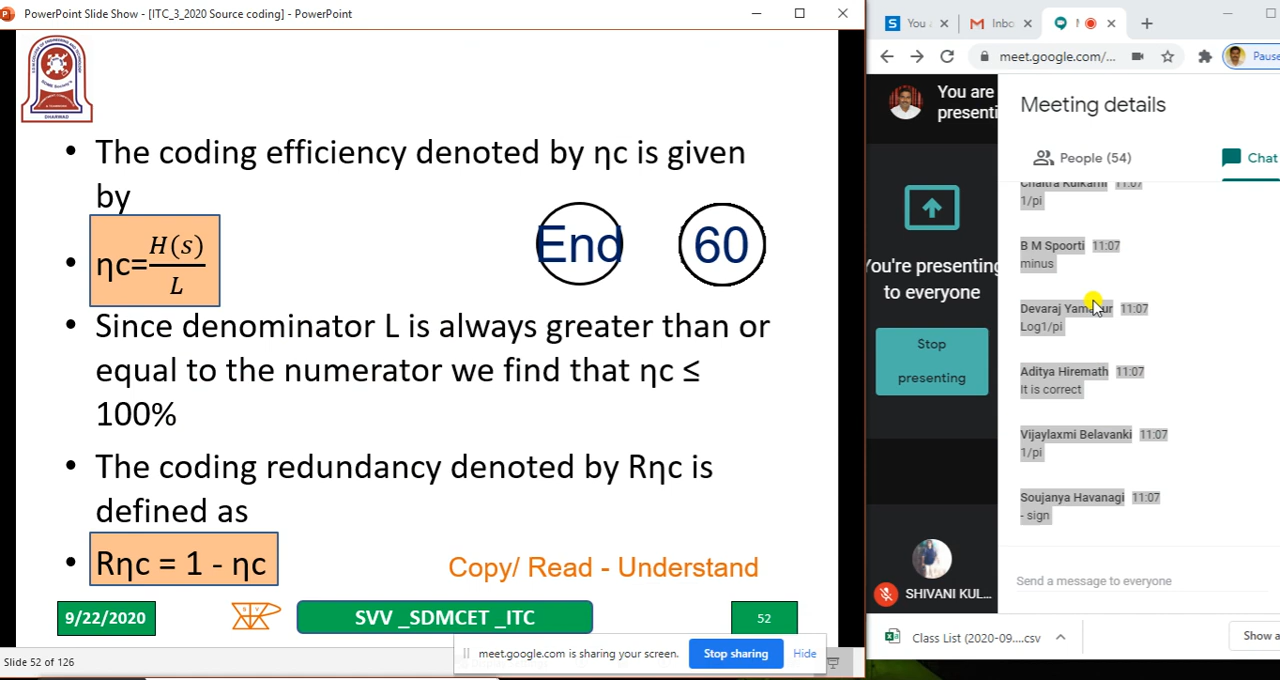 PowerPoint Slide Show - [ITC_3_2020 Source coding] - PowerPoint
DHARWAD
• The coding efficiency denoted by ηc is given
by
End 60
• ηc=H(s)/L
• Since denominator L is always greater than or
equal to the numerator we find that ηc ≤
100%
• The coding redundancy denoted by Rηc is
defined as
• Rηc = 1 - ηc
Copy/ Read - Understand
9/22/2020
S V V
SVV _SDMCET _ITC
52
meet.google.com is sharing your screen.
Stop sharing
Hide
Slide 52 of 126
S You
Inbo
meet.google.com/...
Pause
You are
presenti
You're presenting
to everyone
Stop
presenting
SHIVANI KUL...
Meeting details
People (54)
Chat
Chaitra Kulkarni 11:07
1/pi
B M Spoorti 11:07
minus
Devaraj 11:07
Log1/pi
Aditya Hiremath 11:07
It is correct
Vijaylaxmi Belavanki 11:07
1/pi
Soujanya Havanagi 11:07
- sign
Send a message to everyone
Class List (2020-09....csv
Show a